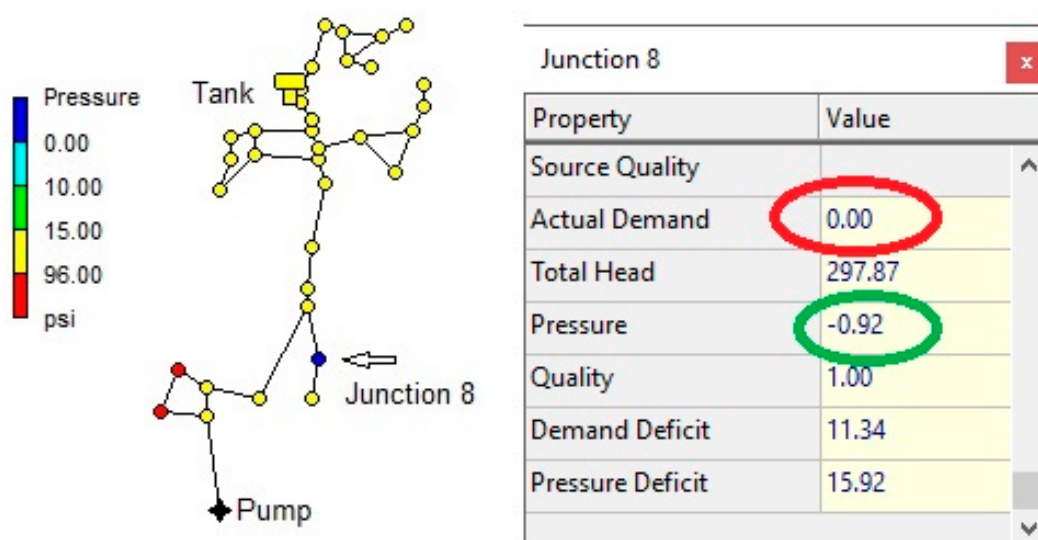 Pressure
0.00
10.00
15.00
96.00
psi
Tank
Junction 8
Pump
Junction 8
x
Property Value
Source Quality
Actual Demand 0.00
Total Head 297.87
Pressure -0.92
Quality 1.00
Demand Deficit 11.34
Pressure Deficit 15.92